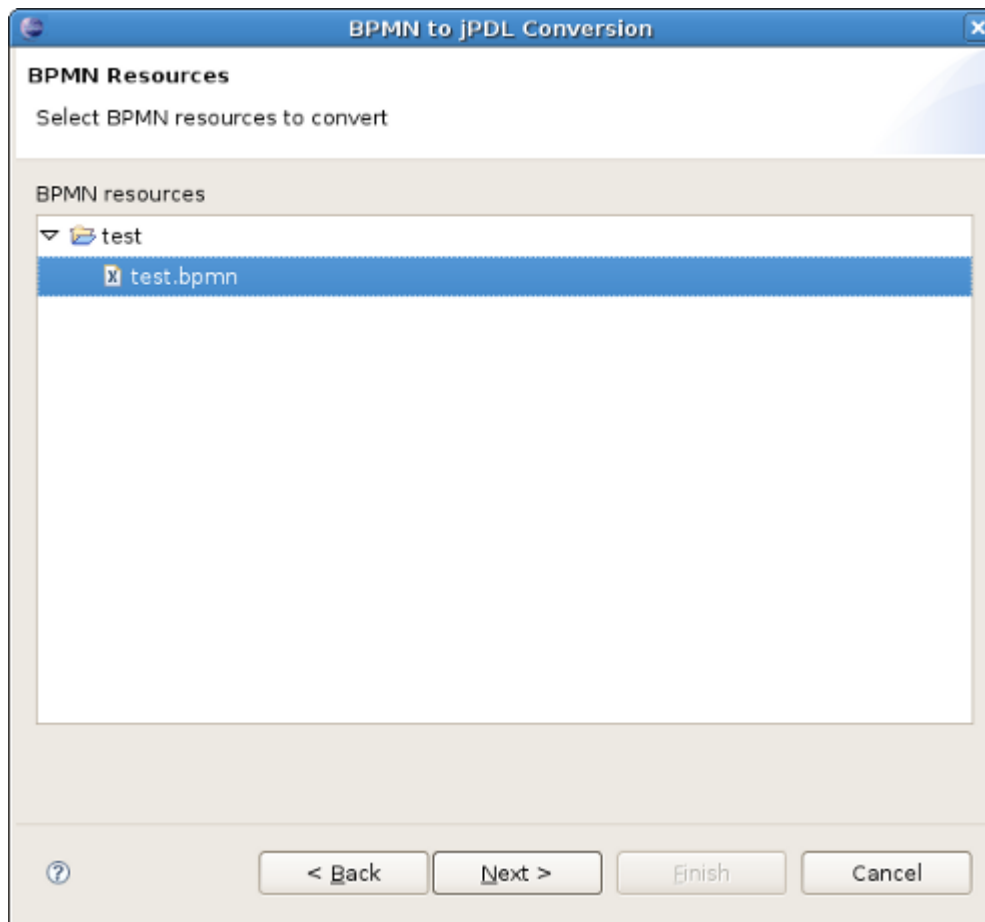 BPMN to jPDL Conversion
BPMN Resources
Select BPMN resources to convert
BPMN resources
test
test.bpmn
< Back Next > Finish Cancel